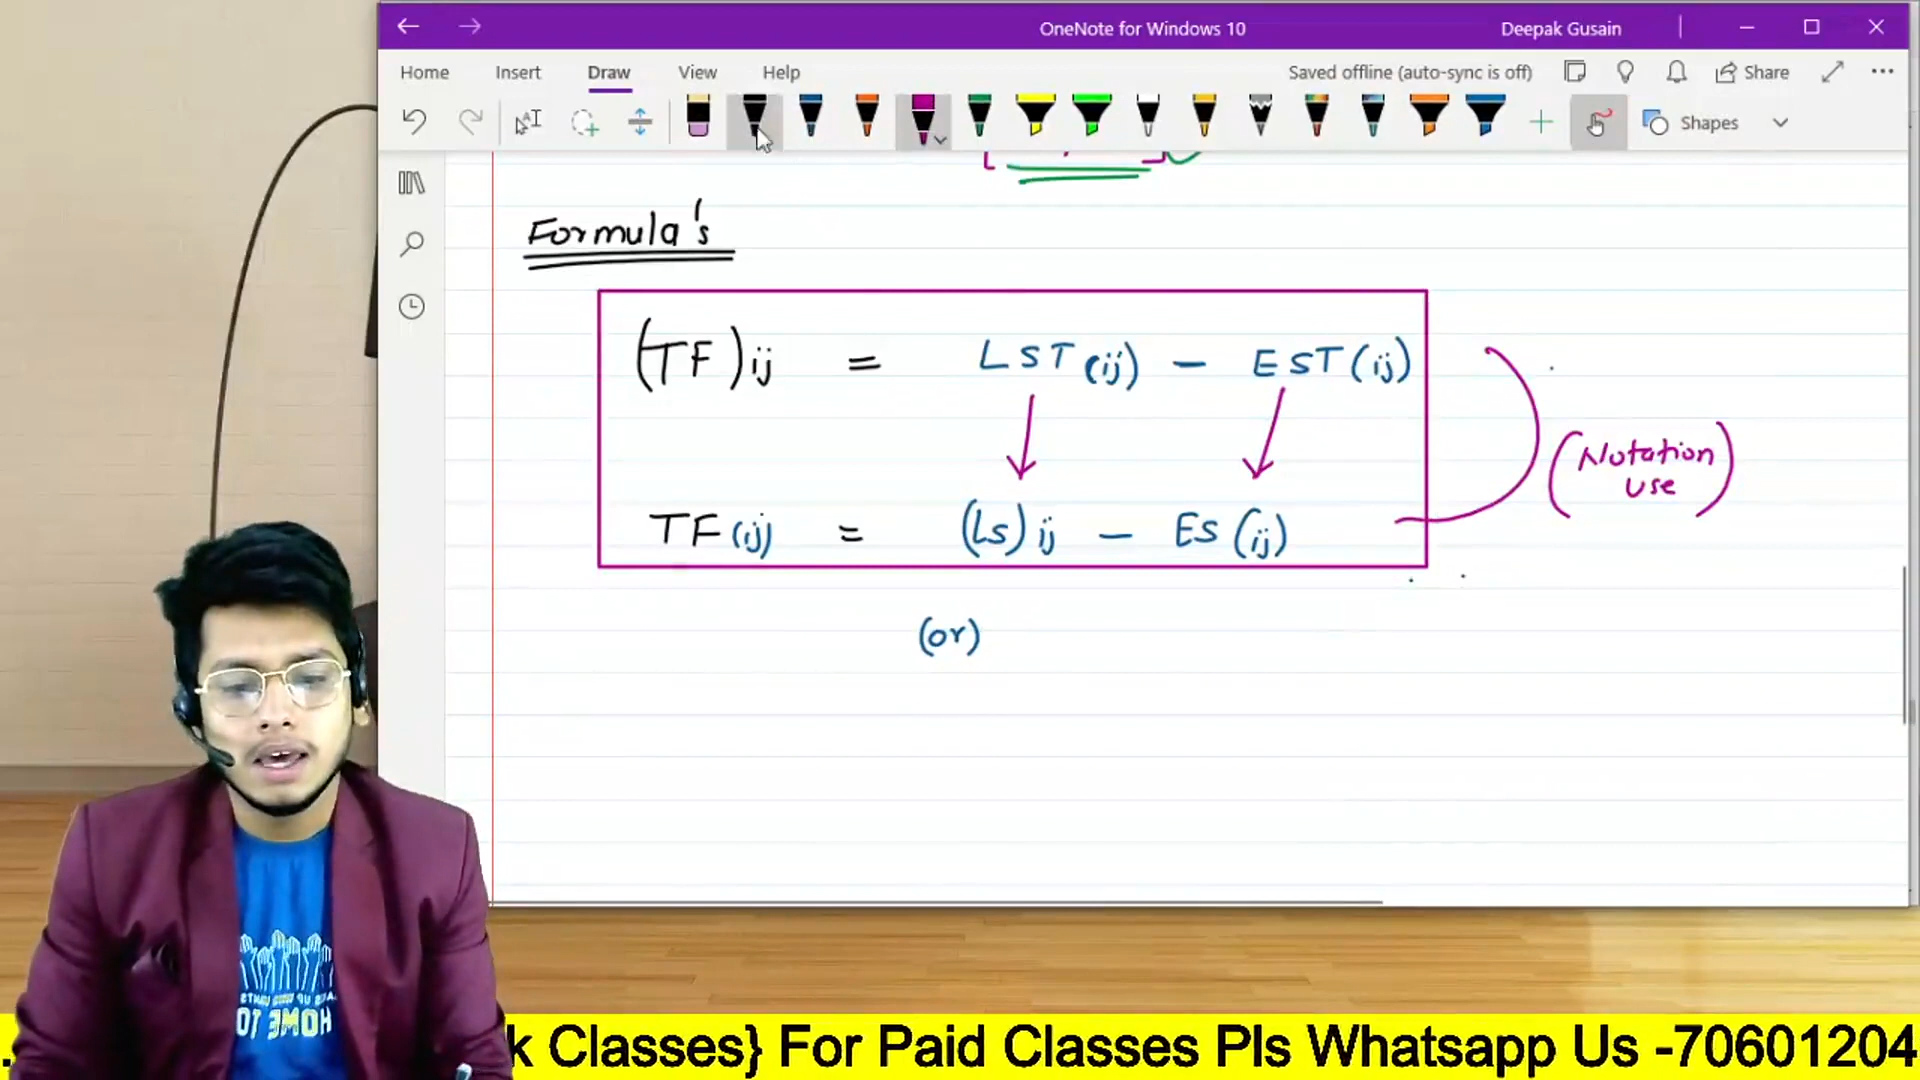 OneNote for Windows 10
Deepak Gusain
Home Insert Draw View Help
Saved offline (auto-sync is off)
Share
Shapes
Formula's
(TF)ij = LST(ij) - EST(ij)
(Notation
use)
TF(ij) = (Ls)ij - ES(ij)
(or)
HOME TO
k Classes} For Paid Classes Pls Whatsapp Us -70601204